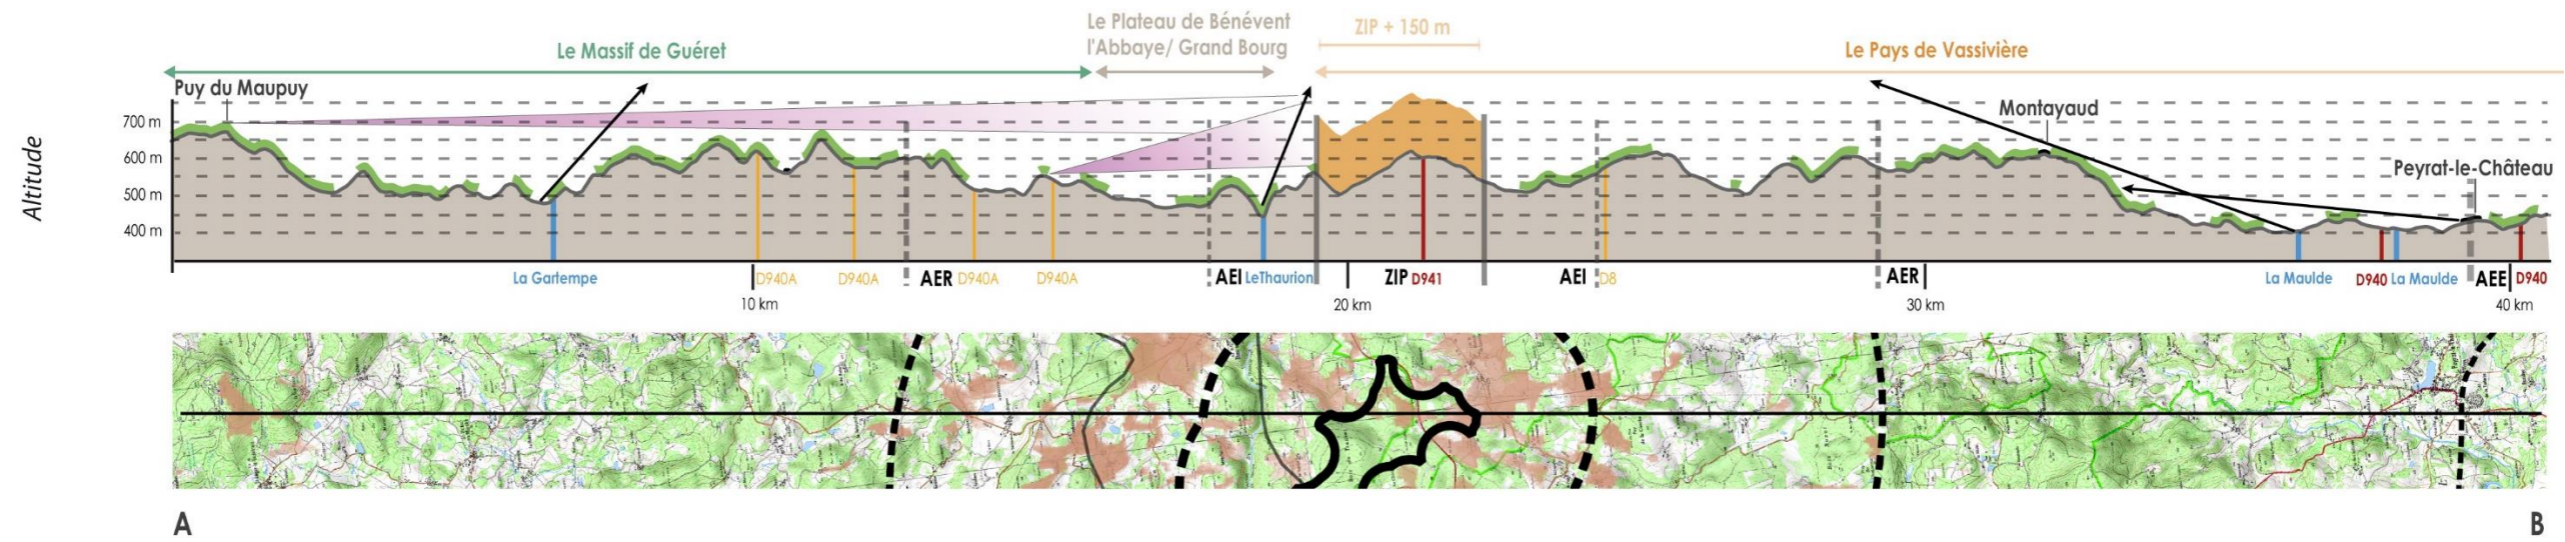 Le Plateau de Bénévent
l'Abbaye/ Grand Bourg
ZIP + 150 m
Le Massif de Guéret
Le Pays de Vassivière
Puy du Maupuy
Montayaud
Peyrat-le-Château
Altitude
700 m
600 m
500 m
400 m
La Gartempe
D940A
D940A
AER
D940A
D940A
AEI
LeThaurion
ZIP
D941
AEI
D8
AER
La Maulde
D940
La Maulde
AEE
D940
10 km
20 km
30 km
40 km
A
B